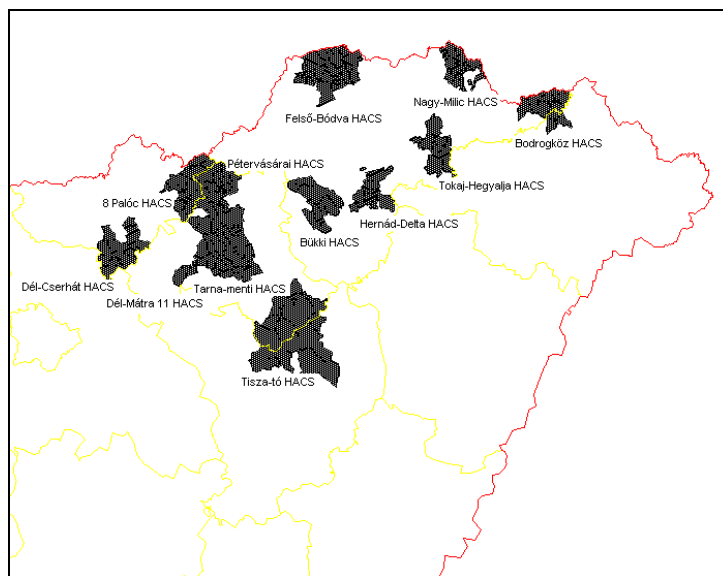 Nagy-Milic HACS
Felső-Bódva HACS
Bodrogköz HACS
Pétervásárai HACS
Tokaj-Hegyalja HACS
8 Palóc HACS
Hernád-Delta HACS
Bükki HACS
Dél-Cserhát HACS
Tarna-menti HACS
Dél-Mátra 11 HACS
Tisza-tó HACS